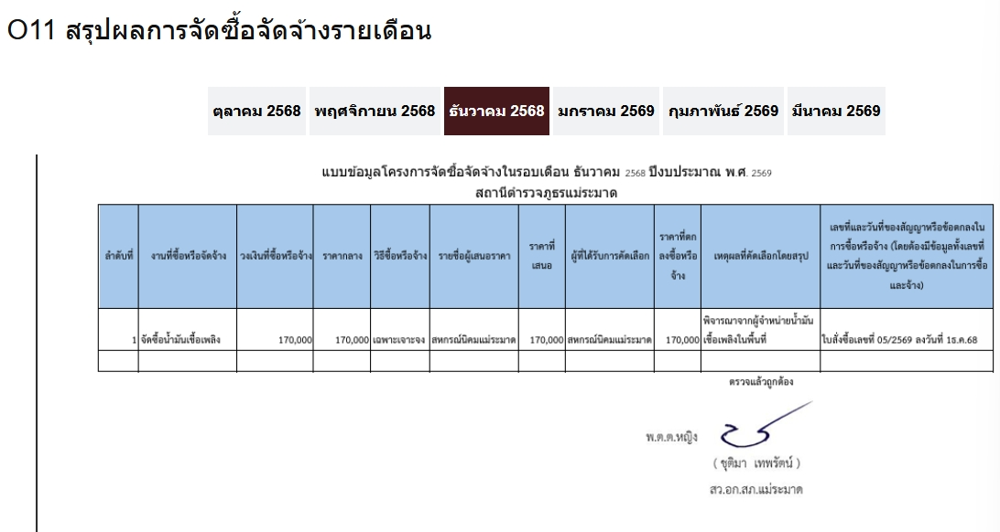 O11 สรุปผลการจัดซื้อจัดจ้างรายเดือน
ตุลาคม 2568 พฤศจิกายน 2568 ธันวาคม 2568 มกราคม 2569 กุมภาพันธ์ 2569 มีนาคม 2569
แบบข้อมูลโครงการจัดซื้อจัดจ้างในรอบเดือน ธันวาคม 2568 ปีงบประมาณ พ.ศ. 2569
สถานีตำรวจภูธรแม่ระมาด
ลำดับที่ งานที่ซื้อหรือจัดจ้าง วงเงินที่ซื้อหรือจ้าง ราคากลาง วิธีซื้อหรือจ้าง รายชื่อผู้เสนอราคา ราคาที่เสนอ ผู้ที่ได้รับการคัดเลือก ราคาที่ตกลงซื้อหรือจ้าง เหตุผลที่คัดเลือกโดยสรุป เลขที่และวันที่ของสัญญาหรือข้อตกลงในการซื้อหรือจ้าง (โดยต้องมีข้อมูลทั้งเลขที่และวันที่ของสัญญาหรือข้อตกลงในการซื้อและจ้าง)
1 จัดซื้อน้ำมันเชื้อเพลิง 170,000 170,000 เฉพาะเจาะจง สหกรณ์นิคมแม่ระมาด 170,000 สหกรณ์นิคมแม่ระมาด 170,000 พิจารณาจากผู้จำหน่ายน้ำมันเชื้อเพลิงในพื้นที่ ใบสั่งซื้อเลขที่ 05/2569 ลงวันที่ 1ธ.ค.68
ตรวจแล้วถูกต้อง
พ.ต.ต.หญิง
( ชุติมา เทพรัตน์ )
สว.อก.สภ.แม่ระมาด